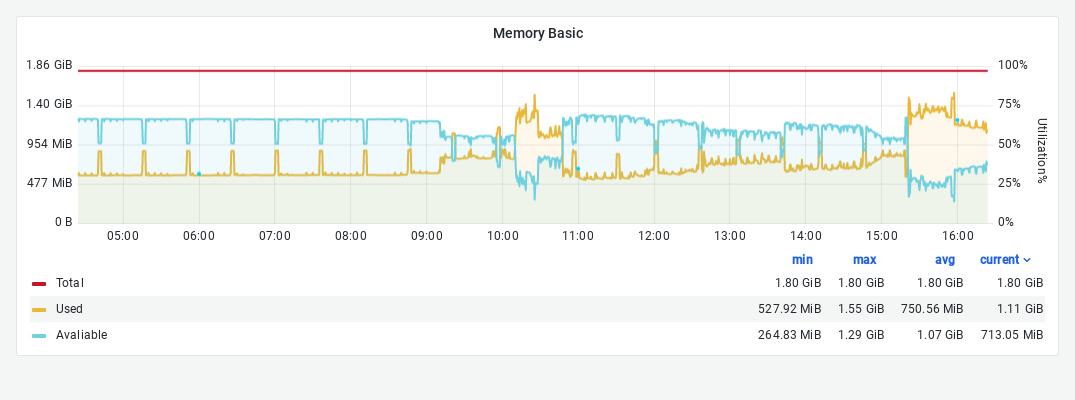 Memory Basic
1.86 GiB
100%
1.40 GiB
75%
954 MiB
50%
477 MiB
25%
0 B
0%
Utilization%
05:00 06:00 07:00 08:00 09:00 10:00 11:00 12:00 13:00 14:00 15:00 16:00
min max avg current
Total 1.80 GiB 1.80 GiB 1.80 GiB 1.80 GiB
Used 527.92 MiB 1.55 GiB 750.56 MiB 1.11 GiB
Avaliable 264.83 MiB 1.29 GiB 1.07 GiB 713.05 MiB